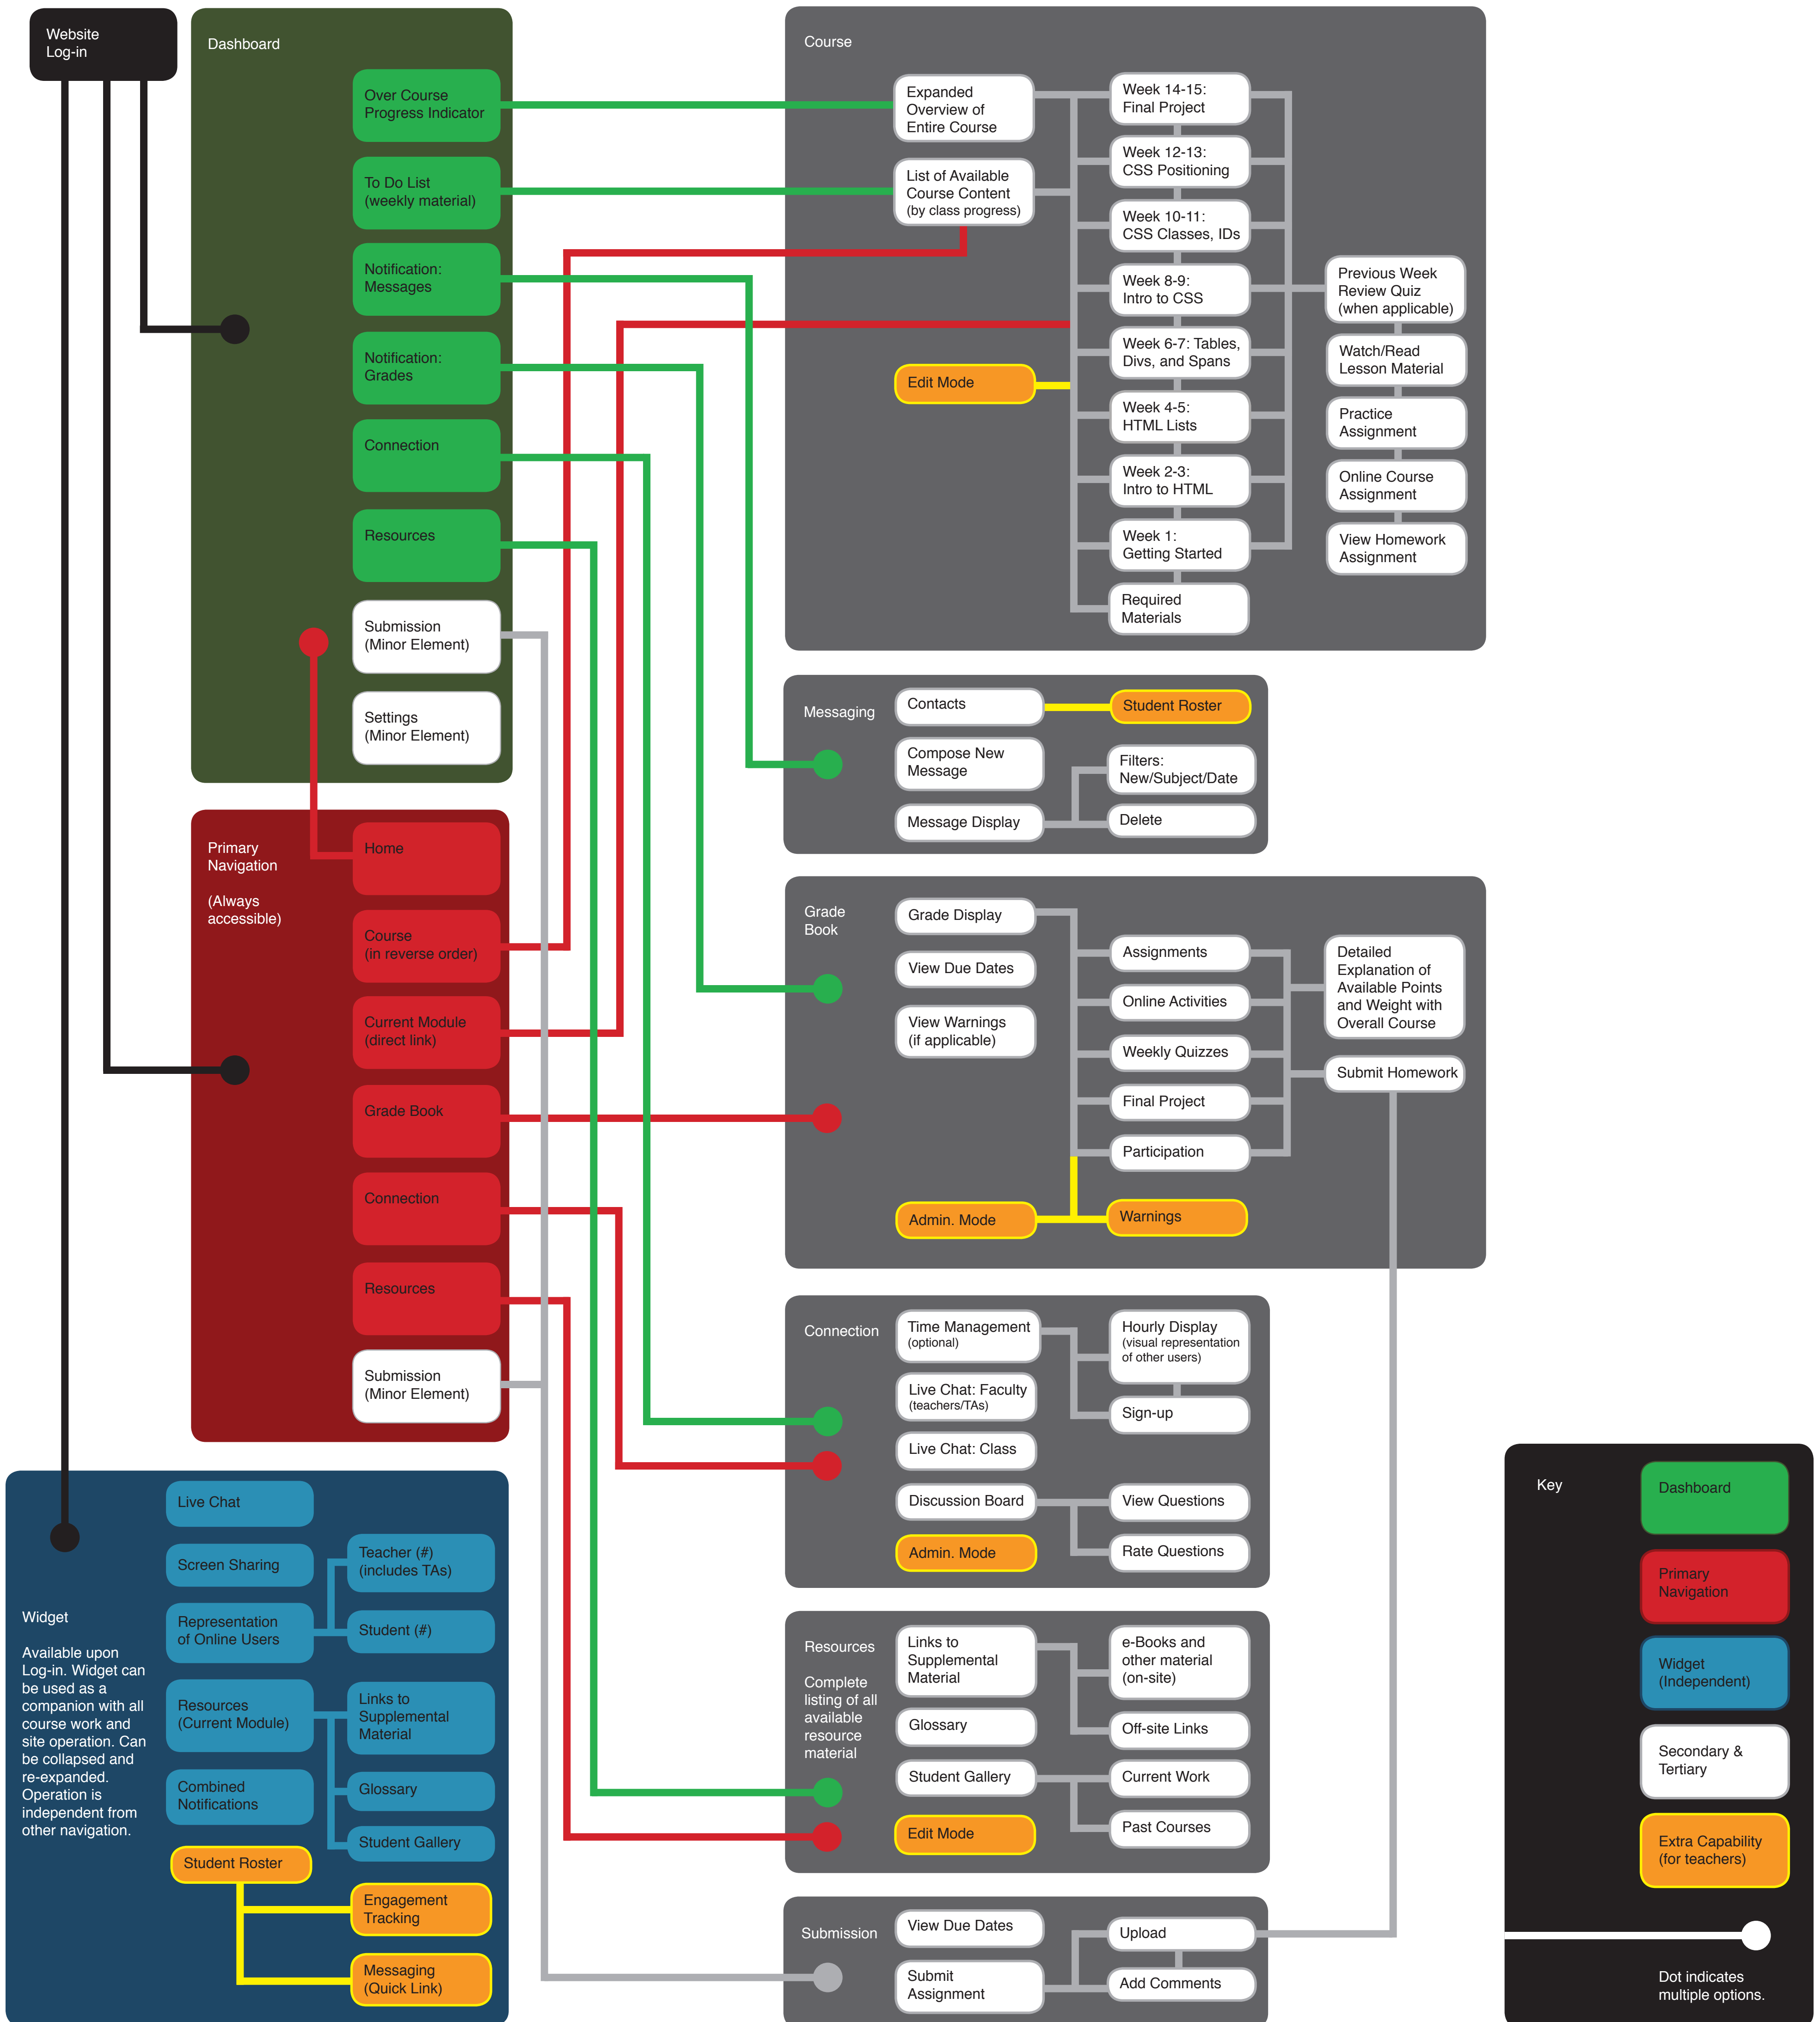 Website
Log-in
Dashboard
Over Course
Progress Indicator
To Do List
(weekly material)
Notification:
Messages
Notification:
Grades
Connection
Resources
Submission
(Minor Element)
Settings
(Minor Element)
Primary
Navigation
(Always
accessible)
Home
Course
(in reverse order)
Current Module
(direct link)
Grade Book
Connection
Resources
Submission
(Minor Element)
Widget
Available upon
Log-in. Widget can
be used as a
companion with all
course work and
site operation. Can
be collapsed and
re-expanded.
Operation is
independent from
other navigation.
Live Chat
Screen Sharing
Representation
of Online Users
Teacher (#)
(includes TAs)
Student (#)
Resources
(Current Module)
Links to
Supplemental
Material
Glossary
Student Gallery
Combined
Notifications
Student Roster
Engagement
Tracking
Messaging
(Quick Link)
Course
Expanded
Overview of
Entire Course
List of Available
Course Content
(by class progress)
Edit Mode
Week 14-15:
Final Project
Week 12-13:
CSS Positioning
Week 10-11:
CSS Classes, IDs
Week 8-9:
Intro to CSS
Week 6-7: Tables,
Divs, and Spans
Week 4-5:
HTML Lists
Week 2-3:
Intro to HTML
Week 1:
Getting Started
Required
Materials
Previous Week
Review Quiz
(when applicable)
Watch/Read
Lesson Material
Practice
Assignment
Online Course
Assignment
View Homework
Assignment
Messaging
Contacts
Student Roster
Compose New
Message
Message Display
Filters:
New/Subject/Date
Delete
Grade
Book
Grade Display
View Due Dates
View Warnings
(if applicable)
Admin. Mode
Assignments
Online Activities
Weekly Quizzes
Final Project
Participation
Warnings
Detailed
Explanation of
Available Points
and Weight with
Overall Course
Submit Homework
Connection
Time Management
(optional)
Live Chat: Faculty
(teachers/TAs)
Live Chat: Class
Discussion Board
Admin. Mode
Hourly Display
(visual representation
of other users)
Sign-up
View Questions
Rate Questions
Resources
Complete
listing of all
available
resource
material
Links to
Supplemental
Material
Glossary
Student Gallery
Edit Mode
e-Books and
other material
(on-site)
Off-site Links
Current Work
Past Courses
Submission
View Due Dates
Submit
Assignment
Upload
Add Comments
Key
Dashboard
Primary
Navigation
Widget
(Independent)
Secondary &
Tertiary
Extra Capability
(for teachers)
Dot indicates
multiple options.